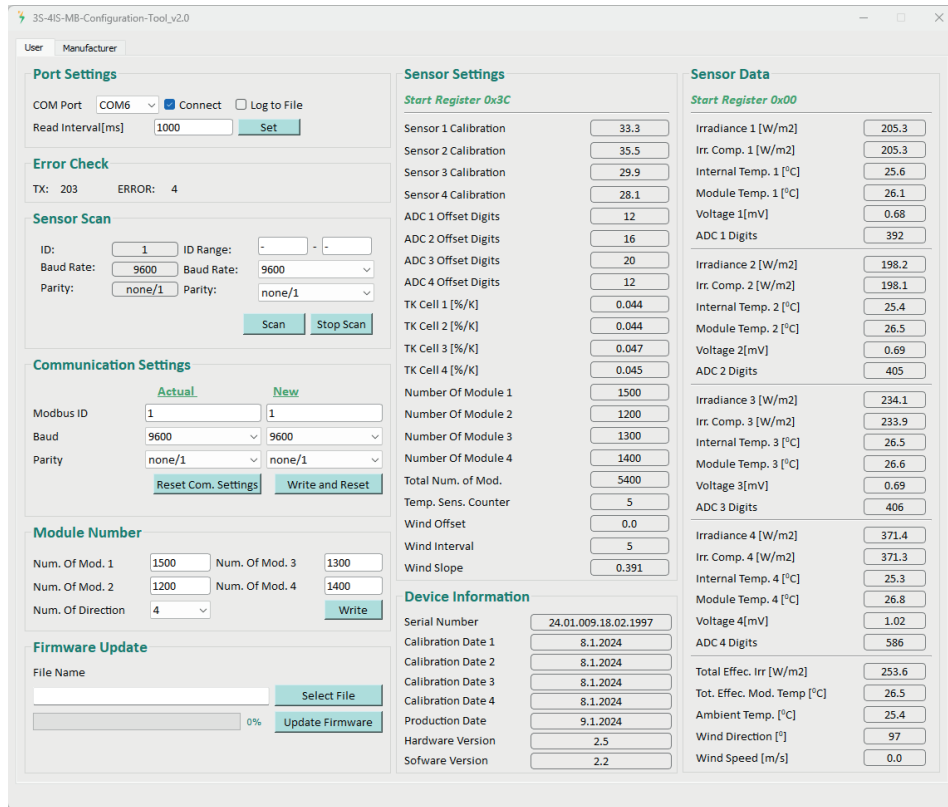 3S-4IS-MB-Configuration-Tool_v2.0
User Manufacturer
Port Settings
COM Port COM6 Connect Log to File
Read Interval[ms] 1000 Set
Error Check
TX: 203 ERROR: 4
Sensor Scan
ID: 1 ID Range: - - -
Baud Rate: 9600 Baud Rate: 9600
Parity: none/1 Parity: none/1
Scan Stop Scan
Communication Settings
Actual New
Modbus ID 1 1
Baud 9600 9600
Parity none/1 none/1
Reset Com. Settings Write and Reset
Module Number
Num. Of Mod. 1 1500 Num. Of Mod. 3 1300
Num. Of Mod. 2 1200 Num. Of Mod. 4 1400
Num. Of Direction 4 Write
Firmware Update
File Name
Select File
0% Update Firmware
Sensor Settings
Start Register 0x3C
Sensor 1 Calibration 33.3
Sensor 2 Calibration 35.5
Sensor 3 Calibration 29.9
Sensor 4 Calibration 28.1
ADC 1 Offset Digits 12
ADC 2 Offset Digits 16
ADC 3 Offset Digits 20
ADC 4 Offset Digits 12
TK Cell 1 [%/K] 0.044
TK Cell 2 [%/K] 0.044
TK Cell 3 [%/K] 0.047
TK Cell 4 [%/K] 0.045
Number Of Module 1 1500
Number Of Module 2 1200
Number Of Module 3 1300
Number Of Module 4 1400
Total Num. of Mod. 5400
Temp. Sens. Counter 5
Wind Offset 0.0
Wind Interval 5
Wind Slope 0.391
Device Information
Serial Number 24.01.009.18.02.1997
Calibration Date 1 8.1.2024
Calibration Date 2 8.1.2024
Calibration Date 3 8.1.2024
Calibration Date 4 8.1.2024
Production Date 9.1.2024
Hardware Version 2.5
Sofware Version 2.2
Sensor Data
Start Register 0x00
Irradiance 1 [W/m2] 205.3
Irr. Comp. 1 [W/m2] 205.3
Internal Temp. 1 [⁰C] 25.6
Module Temp. 1 [⁰C] 26.1
Voltage 1[mV] 0.68
ADC 1 Digits 392
Irradiance 2 [W/m2] 198.2
Irr. Comp. 2 [W/m2] 198.1
Internal Temp. 2 [⁰C] 25.4
Module Temp. 2 [⁰C] 26.5
Voltage 2[mV] 0.69
ADC 2 Digits 405
Irradiance 3 [W/m2] 234.1
Irr. Comp. 3 [W/m2] 233.9
Internal Temp. 3 [⁰C] 26.5
Module Temp. 3 [⁰C] 26.6
Voltage 3[mV] 0.69
ADC 3 Digits 406
Irradiance 4 [W/m2] 371.4
Irr. Comp. 4 [W/m2] 371.3
Internal Temp. 4 [⁰C] 25.3
Module Temp. 4 [⁰C] 26.8
Voltage 4[mV] 1.02
ADC 4 Digits 586
Total Effec. Irr [W/m2] 253.6
Tot. Effec. Mod. Temp [⁰C] 26.5
Ambient Temp. [⁰C] 25.4
Wind Direction [⁰] 97
Wind Speed [m/s] 0.0